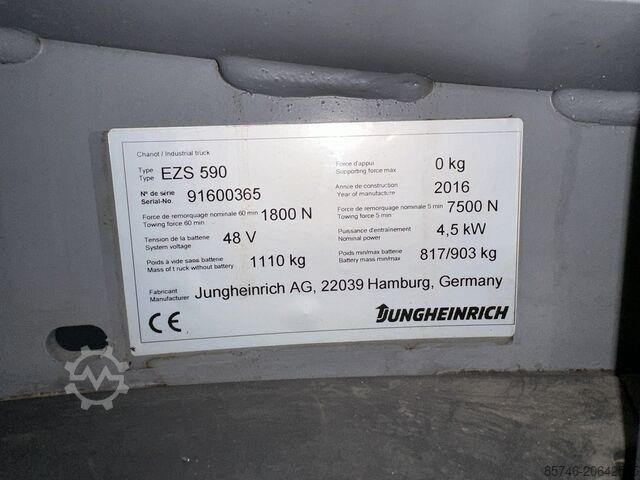 Chariot / Industrial truck
Type
Type EZS 590
N° de série
Serial-No. 91600365
Force de remorquage nominale 60 min
Towing force 60 min 1800 N
Tension de la batterie
System voltage 48 V
Poids à vide sans batterie
Mass of truck without battery 1110 kg
Force d'appui
Supporting force max 0 kg
Année de construction
Year of manufacture 2016
Force de remorquage nominale 5 min
Towing force 5 min 7500 N
Puissance d'entraînement
Nominal power 4,5 kW
Poids min/max batterie
Battery mass min/max 817/903 kg
Fabricant
Manufacturer Jungheinrich AG, 22039 Hamburg, Germany
CE
JUNGHEINRICH